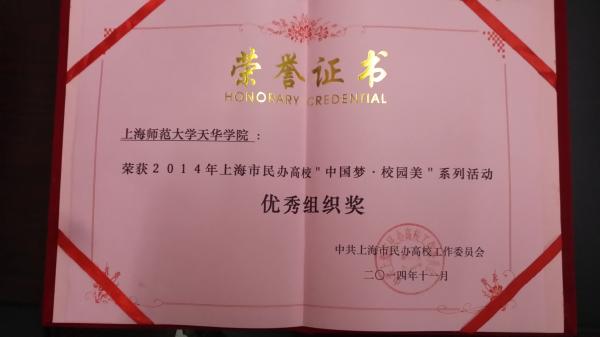 荣誉证书
HONORARY CREDENTIAL
上海师范大学天华学院：
荣获2014年上海市民办高校"中国梦·校园美"系列活动
优秀组织奖
中共上海市民办高校工作委员会
二〇一四年十一月